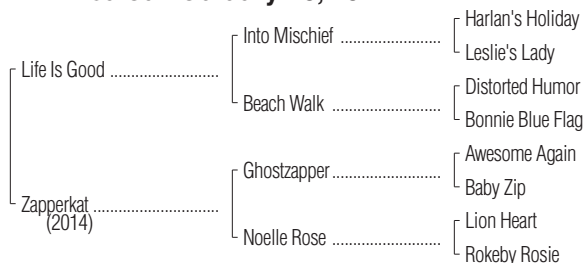 Harlan's Holiday
Into Mischief
Leslie's Lady
Life Is Good
Distorted Humor
Beach Walk
Bonnie Blue Flag
Awesome Again
Ghostzapper
Baby Zip
Zapperkat
(2014)
Lion Heart
Noelle Rose
Rokeby Rosie